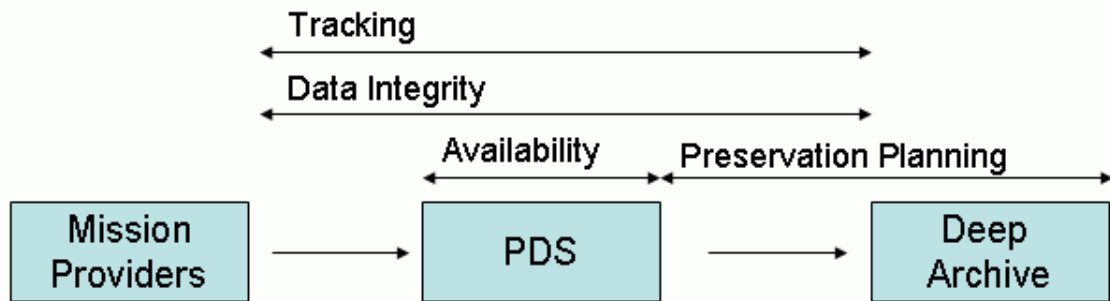 Tracking
Data Integrity
Availability
Preservation Planning
Mission
Providers
PDS
Deep
Archive